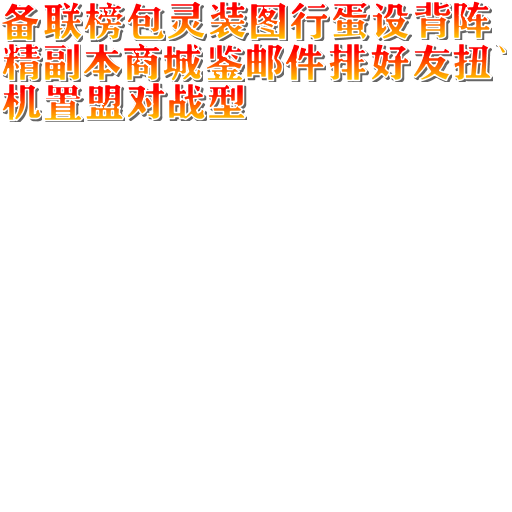 备联榜包灵装图行蛋设背阵
精副本商城鉴邮件排好友扭丶
机置盟对战型